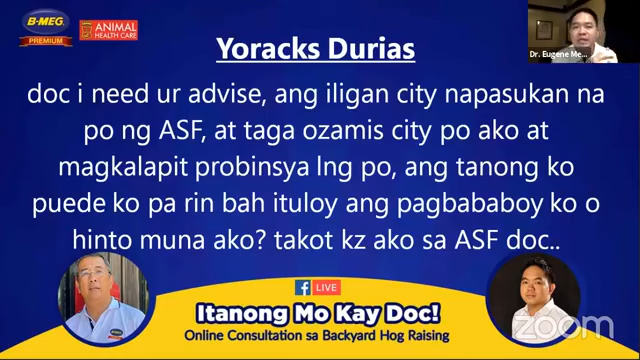 B-MEG
PREMIUM
ANIMAL
HEALTH CARE
Dr. Eugene Me...
Yoracks Durias
doc i need ur advise, ang iligan city napasukan na
po ng ASF, at taga ozamis city po ako at
magkalapit probinsya lng po, ang tanong ko
puede ko pa rin bah ituloy ang pagbababoy ko o
hinto muna ako? takot kz ako sa ASF doc..
f LIVE
Itanong Mo Kay Doc!
Online Consultation sa Backyard Hog Raising
zoom